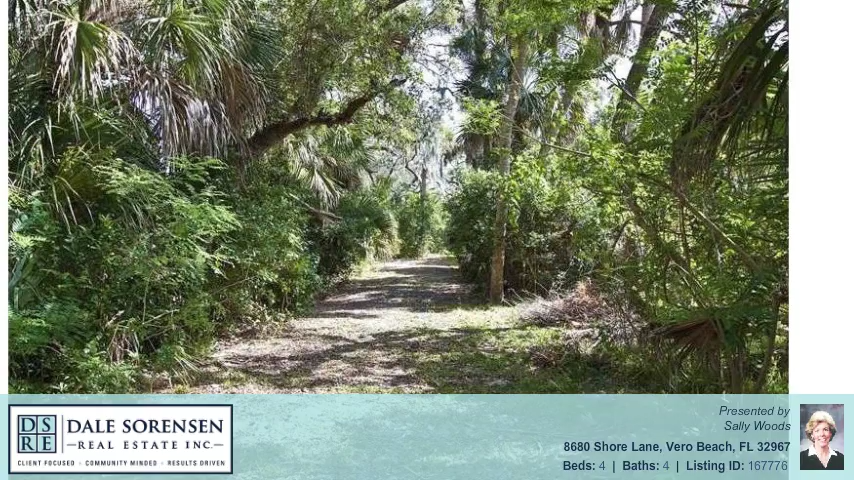 DS
RE
DALE SORENSEN
REAL ESTATE INC.
CLIENT FOCUSED · COMMUNITY MINDED · RESULTS DRIVEN
Presented by
Sally Woods
8680 Shore Lane, Vero Beach, FL 32967
Beds: 4 | Baths: 4 | Listing ID: 167776